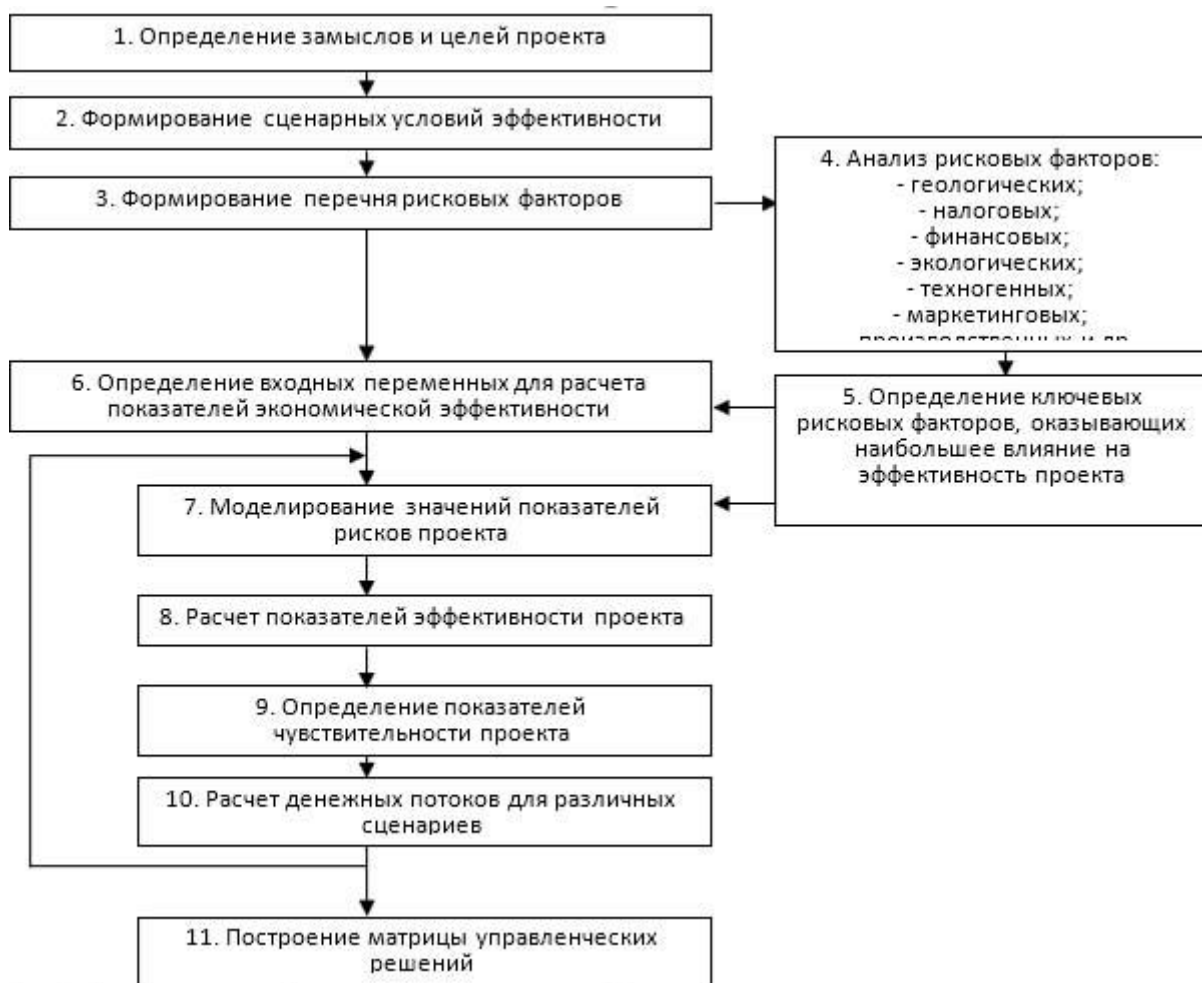 1. Определение замыслов и целей проекта
2. Формирование сценарных условий эффективности
3. Формирование перечня рисковых факторов
4. Анализ рисковых факторов:
- геологических;
- налоговых;
- финансовых;
- экологических;
- техногенных;
- маркетинговых;
производственных и др
5. Определение ключевых
рисковых факторов, оказывающих
наибольшее влияние на
эффективность проекта
6. Определение входных переменных для расчета
показателей экономической эффективности
7. Моделирование значений показателей
рисков проекта
8. Расчет показателей эффективности проекта
9. Определение показателей
чувствительности проекта
10. Расчет денежных потоков для различных
сценариев
11. Построение матрицы управленческих
решений